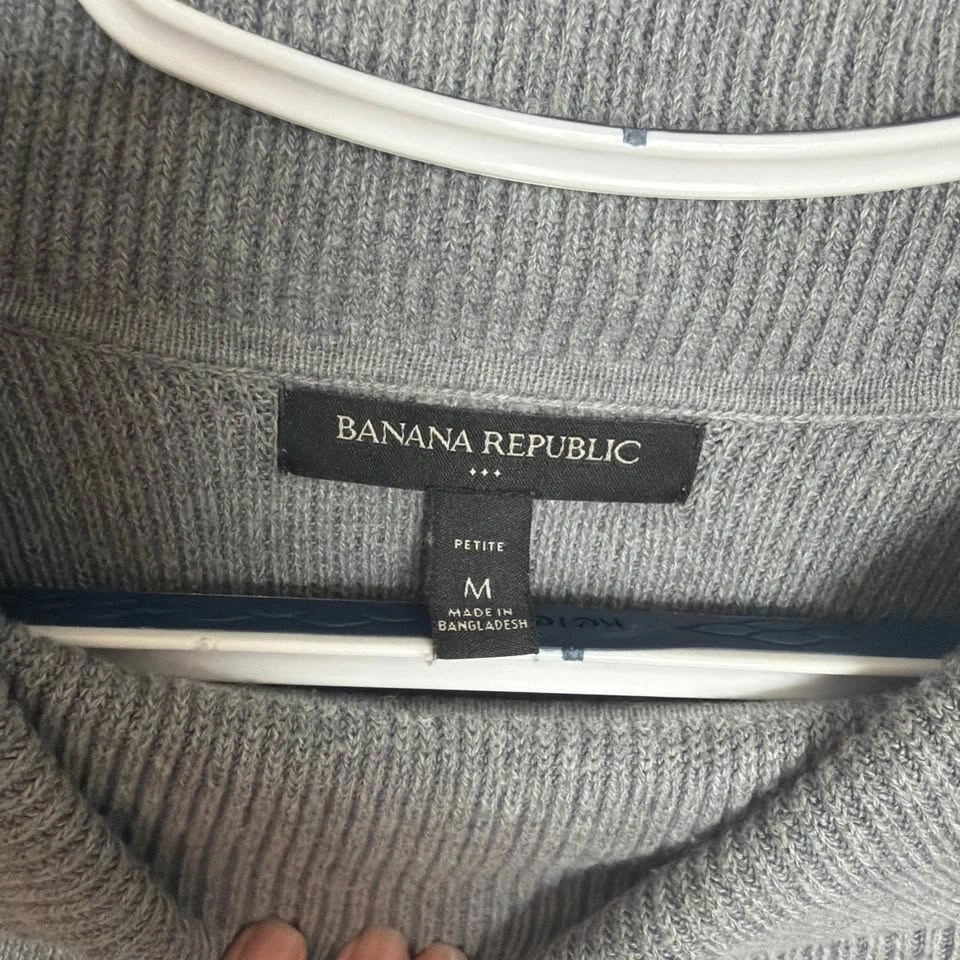 BANANA REPUBLIC
PETITE
M
MADE IN
BANGLADESH